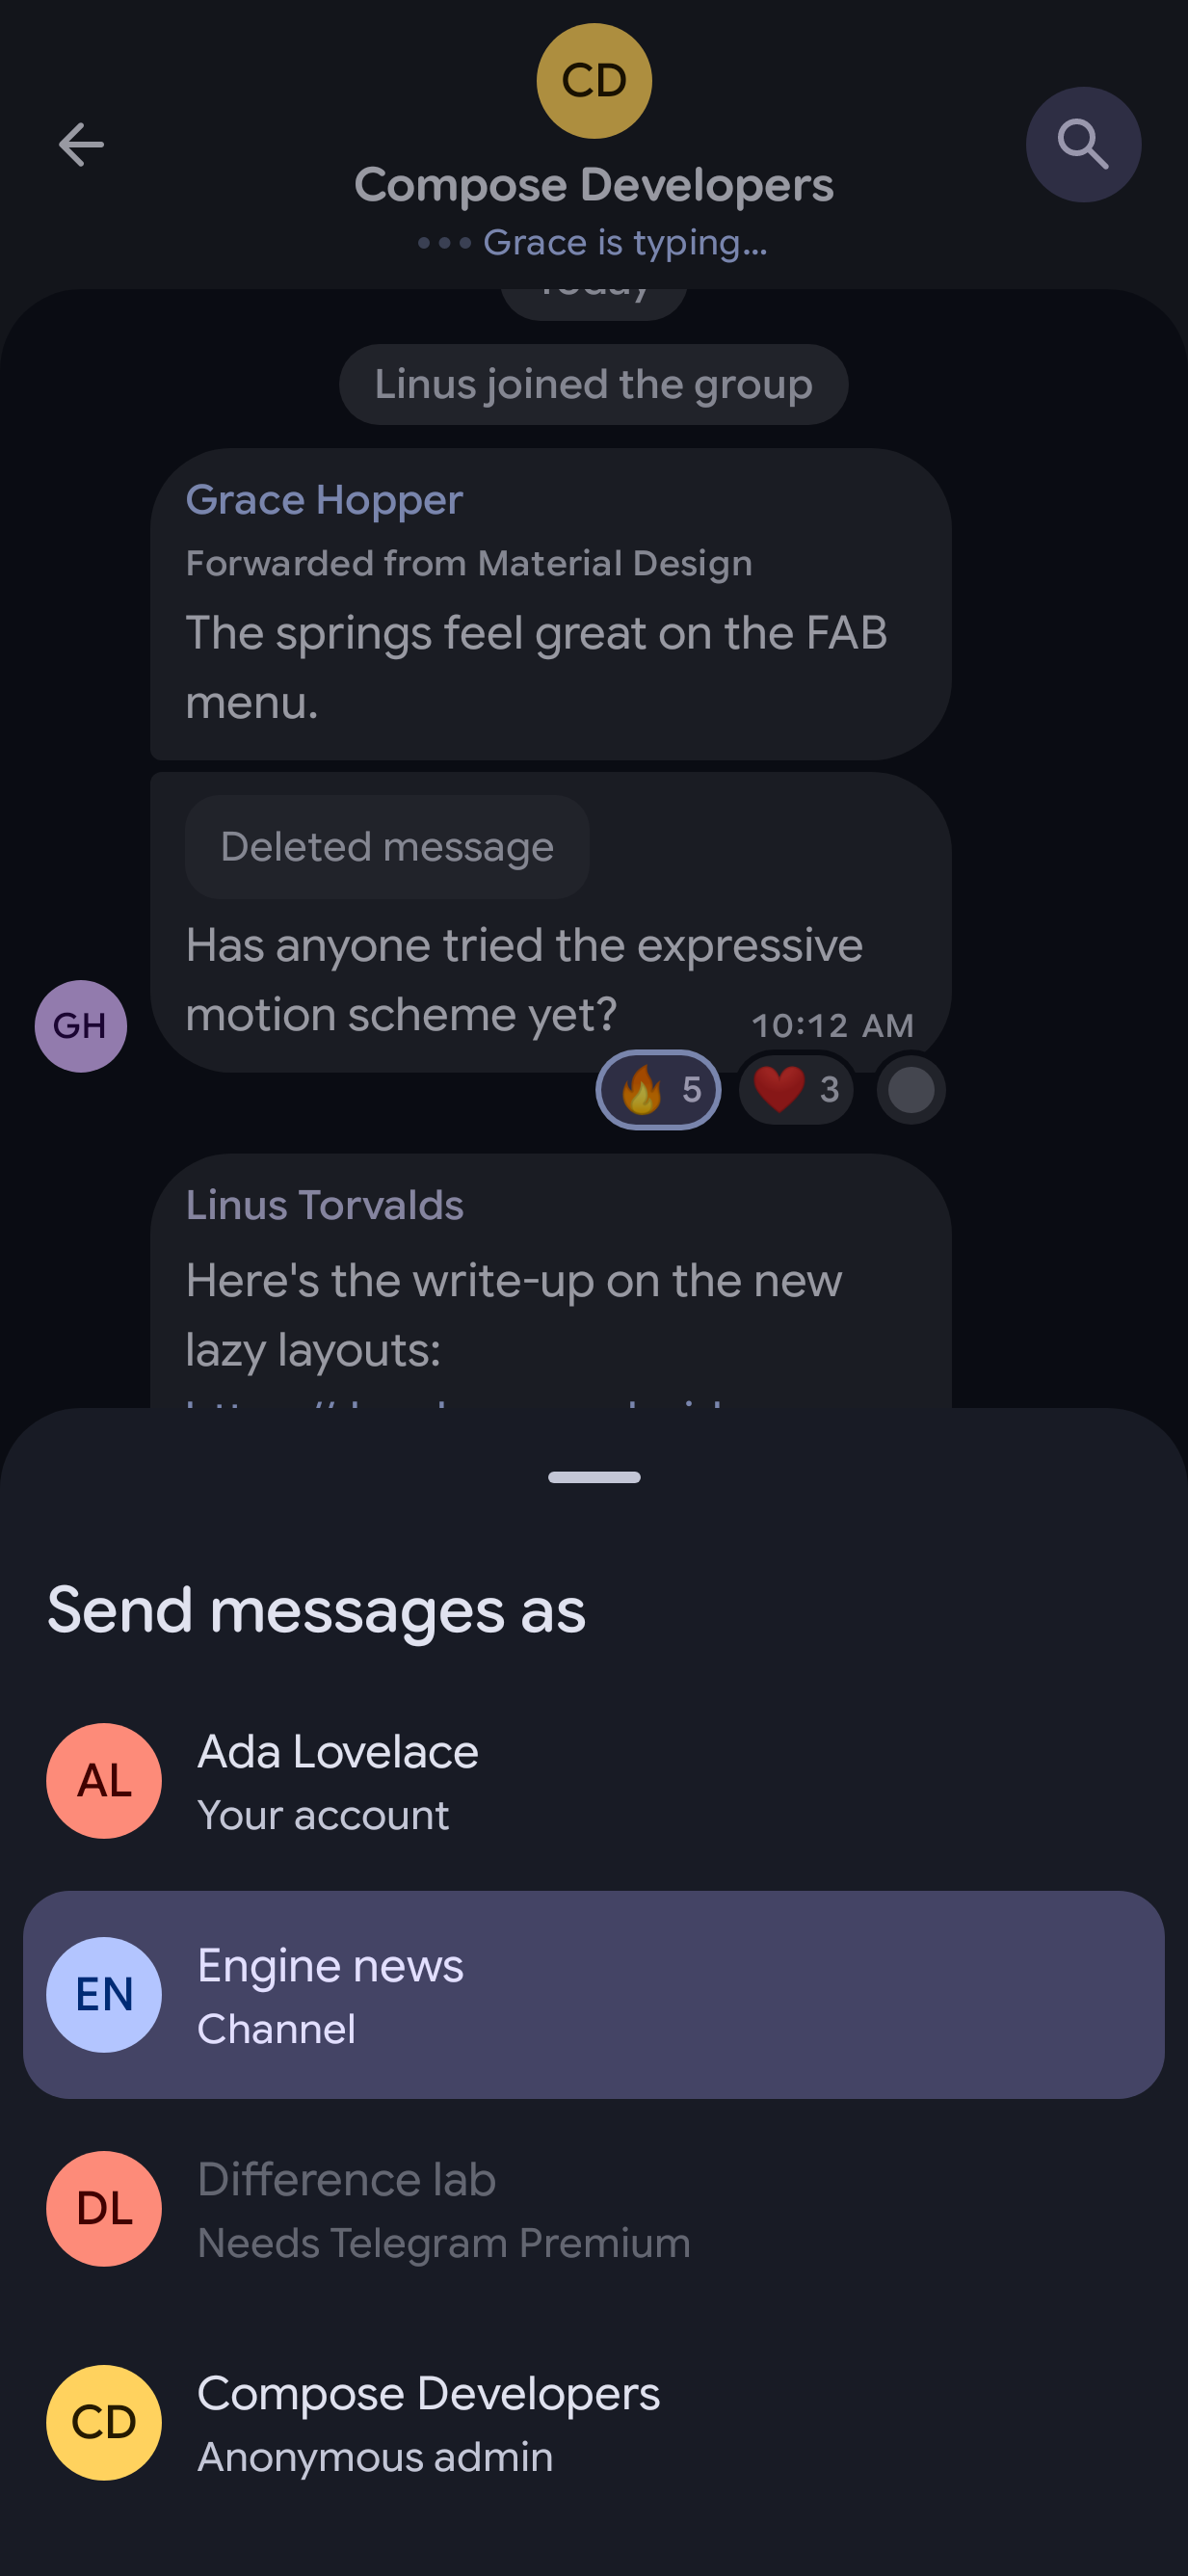 CD
Compose Developers
Grace is typing...
Today
Linus joined the group
Grace Hopper
Forwarded from Material Design
The springs feel great on the FAB
menu.
Deleted message
Has anyone tried the expressive
motion scheme yet?
10:12 AM
GH
5
3
Linus Torvalds
Here's the write-up on the new
lazy layouts:
Send messages as
AL
Ada Lovelace
Your account
EN
Engine news
Channel
DL
Difference lab
Needs Telegram Premium
CD
Compose Developers
Anonymous admin